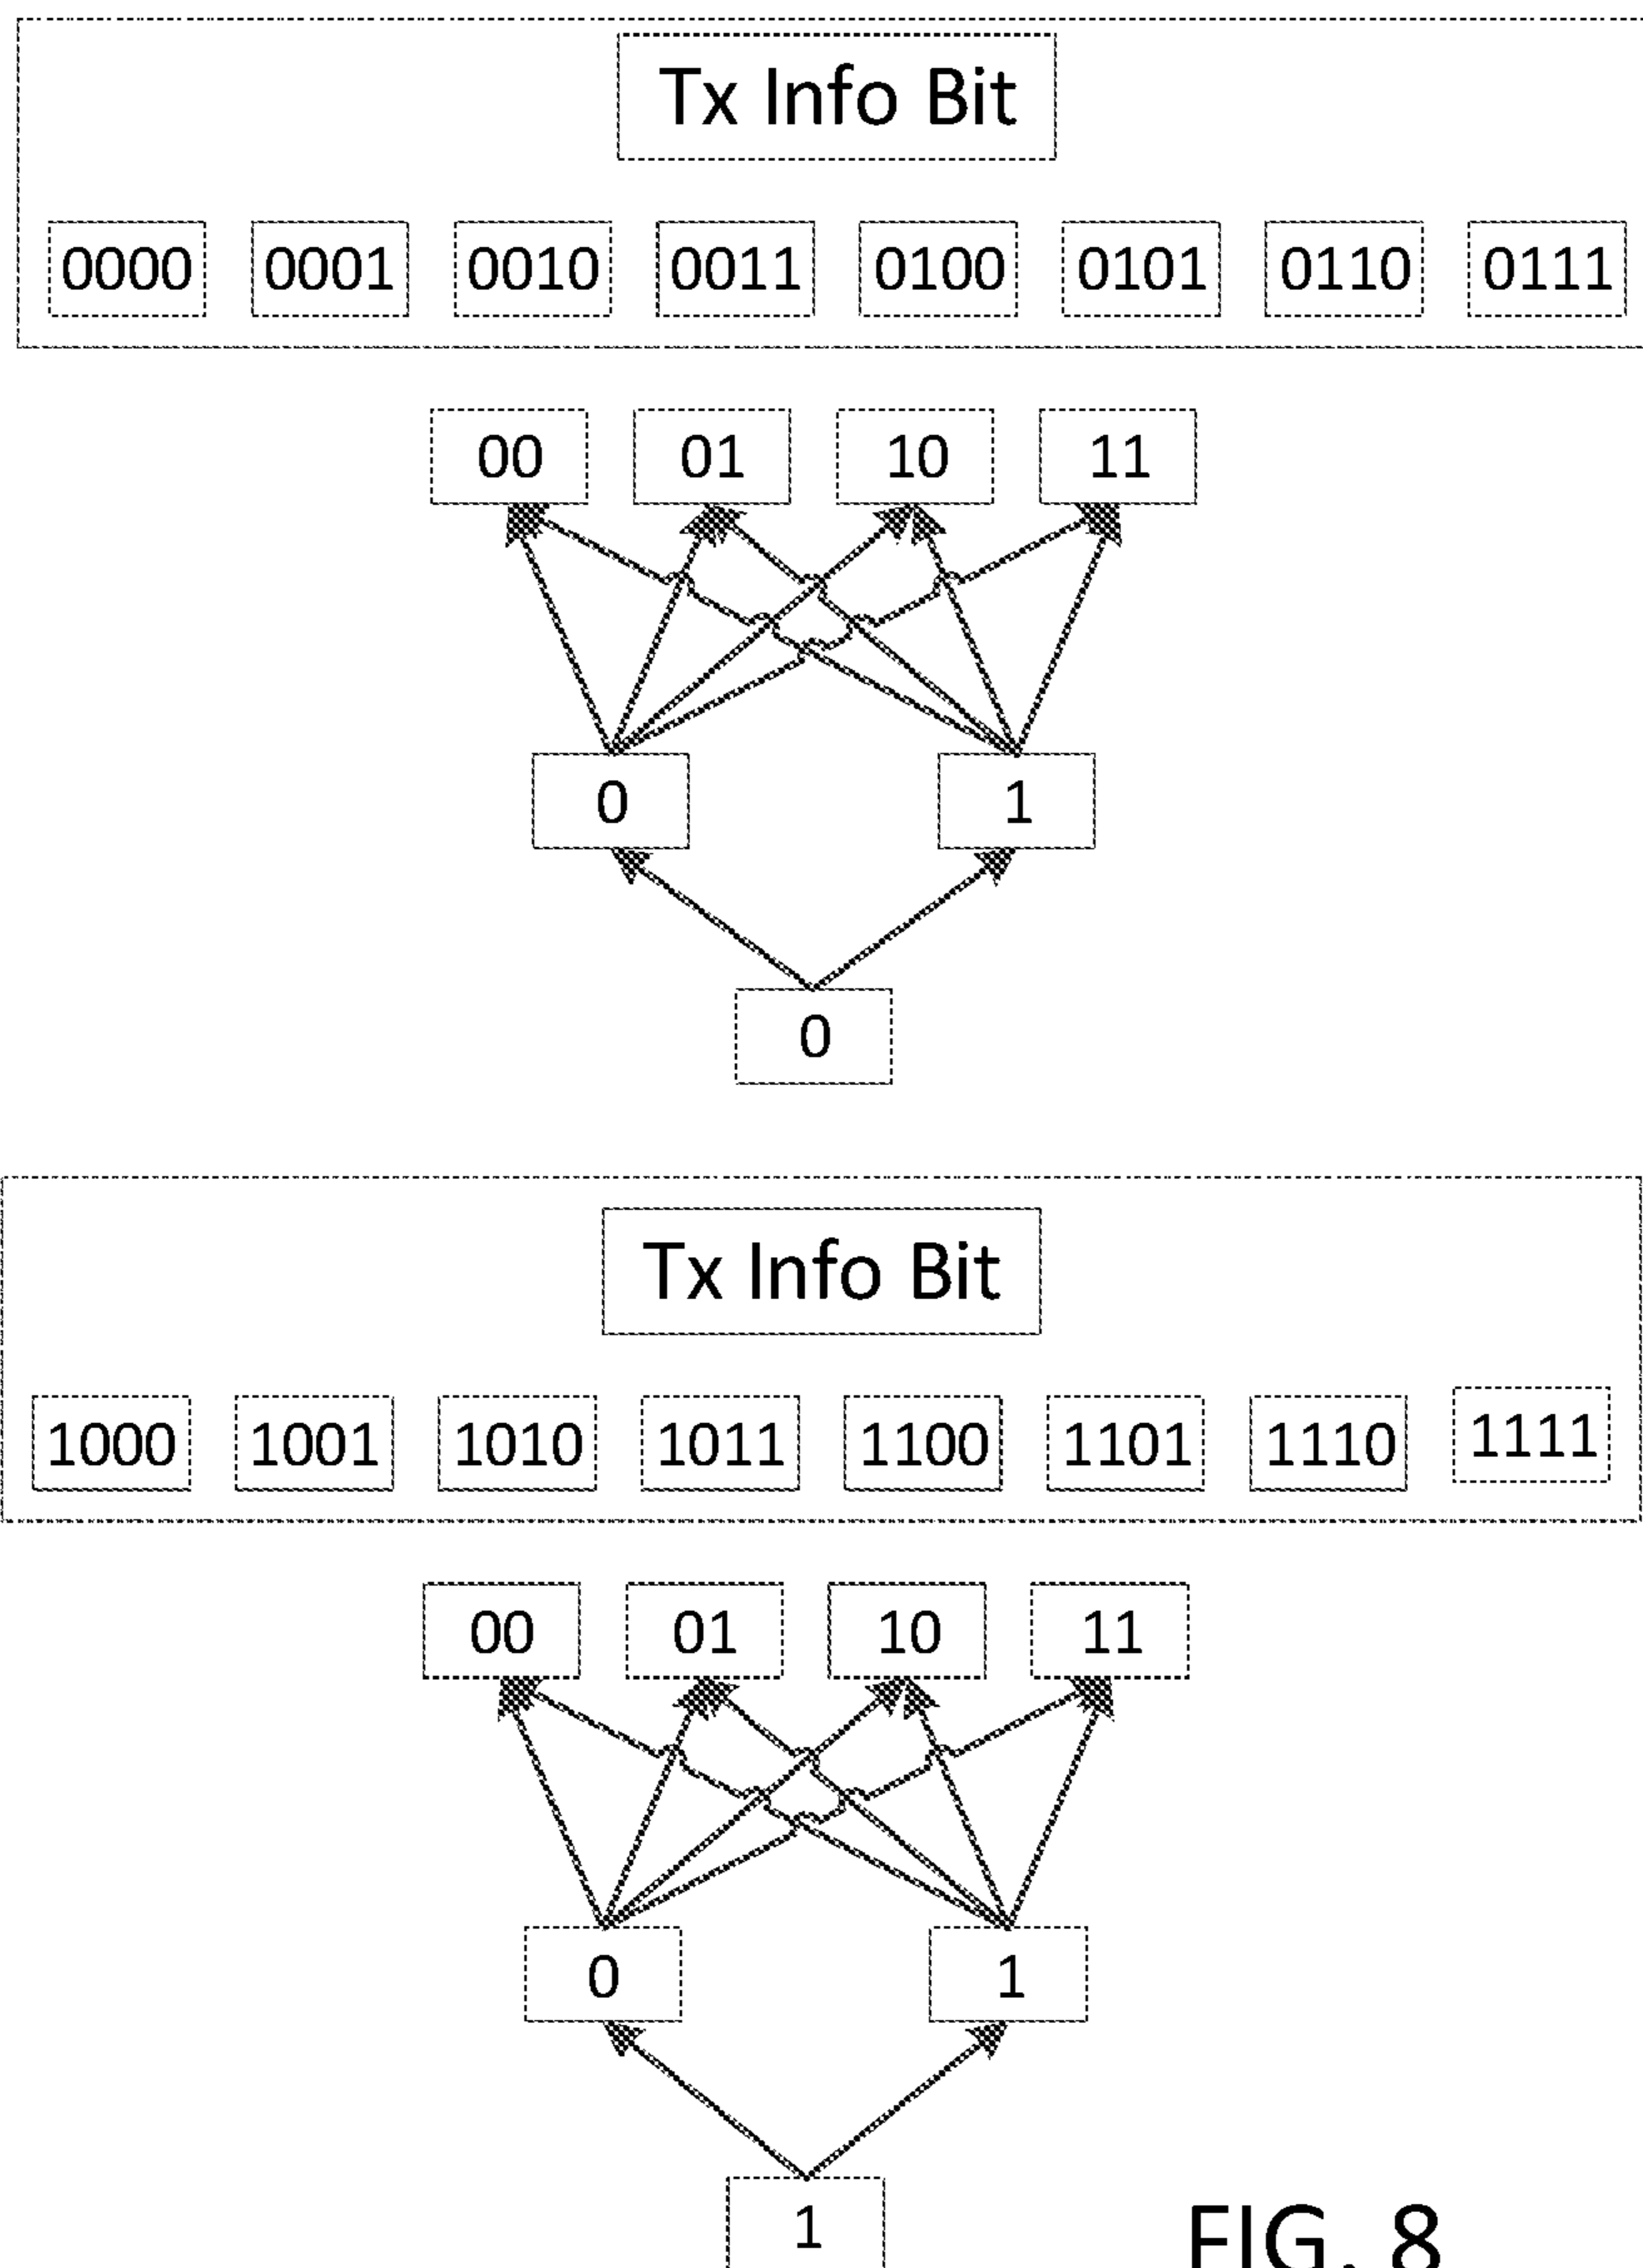 Tx Info Bit
0000 0001 0010 0011 0100 0101 0110 0111
00 01 10 11
0 1
0
Tx Info Bit
1000 1001 1010 1011 1100 1101 1110 1111
00 01 10 11
0 1
1
FIG. 8